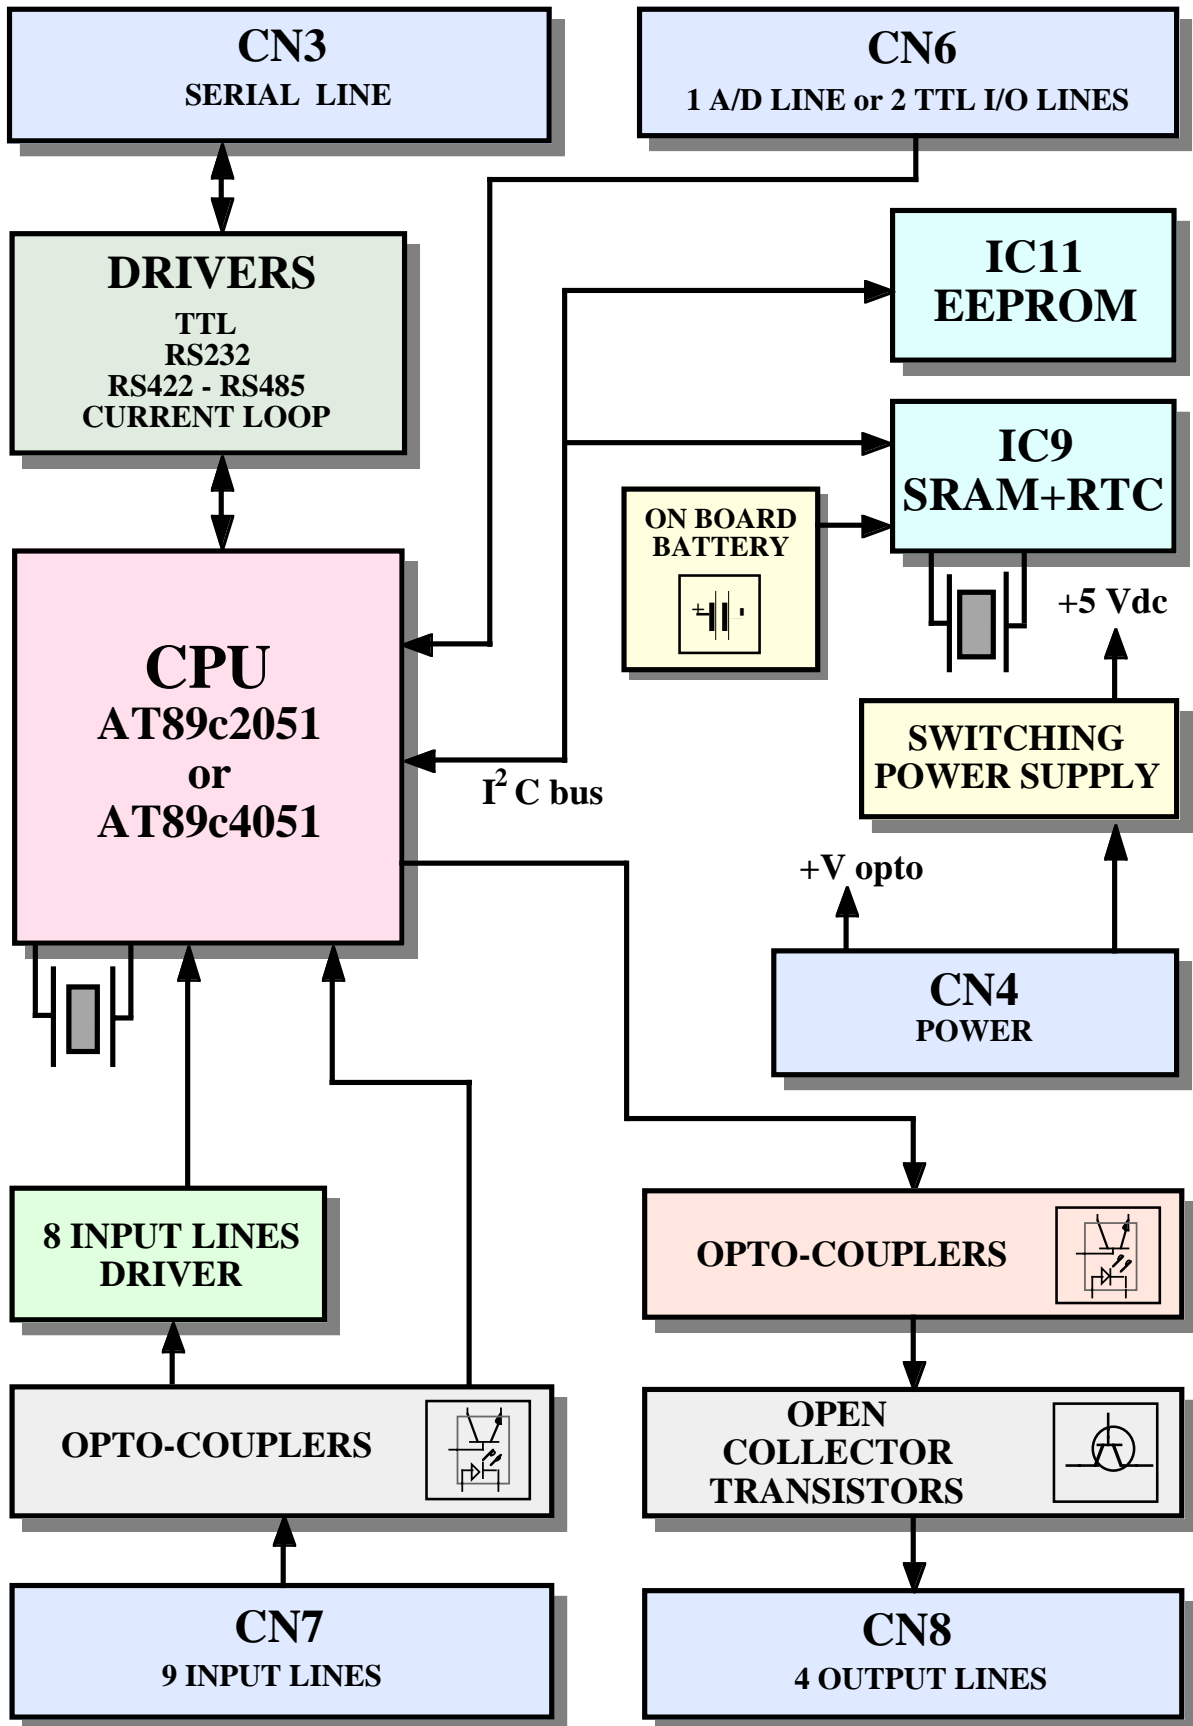 CN3
SERIAL LINE
CN6
1 A/D LINE or 2 TTL I/O LINES
DRIVERS
TTL
RS232
RS422 - RS485
CURRENT LOOP
IC11
EEPROM
IC9
SRAM+RTC
ON BOARD
BATTERY
+
+5 Vdc
CPU
AT89c2051
or
AT89c4051
I² C bus
SWITCHING
POWER SUPPLY
+V opto
CN4
POWER
8 INPUT LINES
DRIVER
OPTO-COUPLERS
OPTO-COUPLERS
OPEN
COLLECTOR
TRANSISTORS
CN7
9 INPUT LINES
CN8
4 OUTPUT LINES